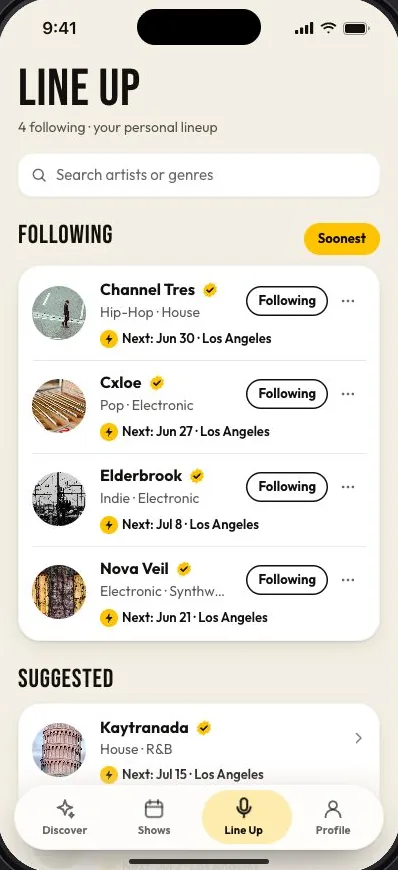 9:41
LINE UP
4 following · your personal lineup
Search artists or genres
FOLLOWING
Soonest
Channel Tres
Hip-Hop · House
Next: Jun 30 · Los Angeles
Following
Cxloe
Pop · Electronic
Next: Jun 27 · Los Angeles
Following
Elderbrook
Indie · Electronic
Next: Jul 8 · Los Angeles
Following
Nova Veil
Electronic · Synthw...
Next: Jun 21 · Los Angeles
Following
SUGGESTED
Kaytranada
House · R&B
Next: Jul 15 · Los Angeles
Discover
Shows
Line Up
Profile